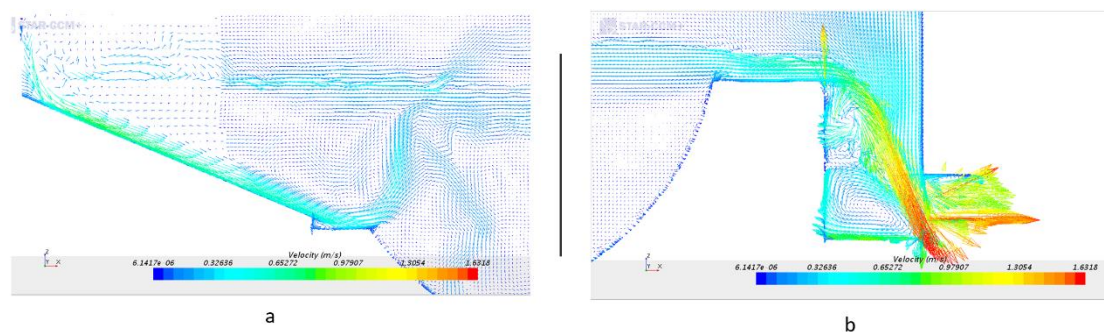 STAR-CCM+
Z
Y X
Velocity (m/s)
6.1417e-06 0.32636 0.65272 0.97907 1.3054 1.6318
a
STAR-CCM+
Z
Y X
Velocity (m/s)
6.1417e-06 0.32636 0.65272 0.97907 1.3054 1.6318
b